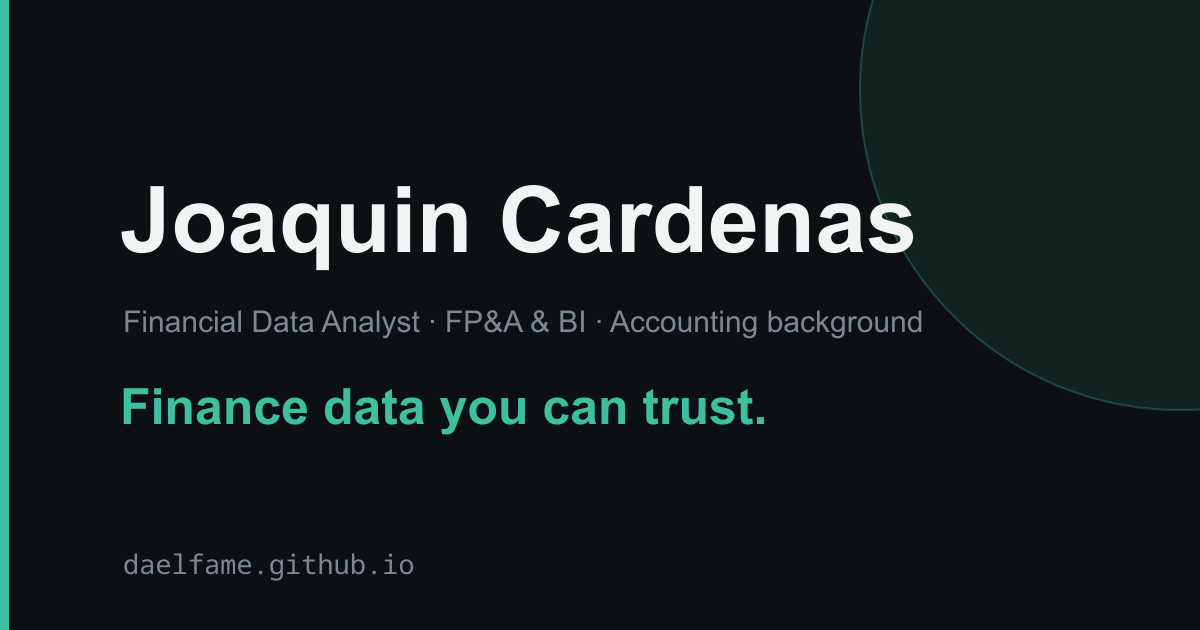 Joaquin Cardenas
Financial Data Analyst · FP&A & BI · Accounting background
Finance data you can trust.
daelfame.github.io